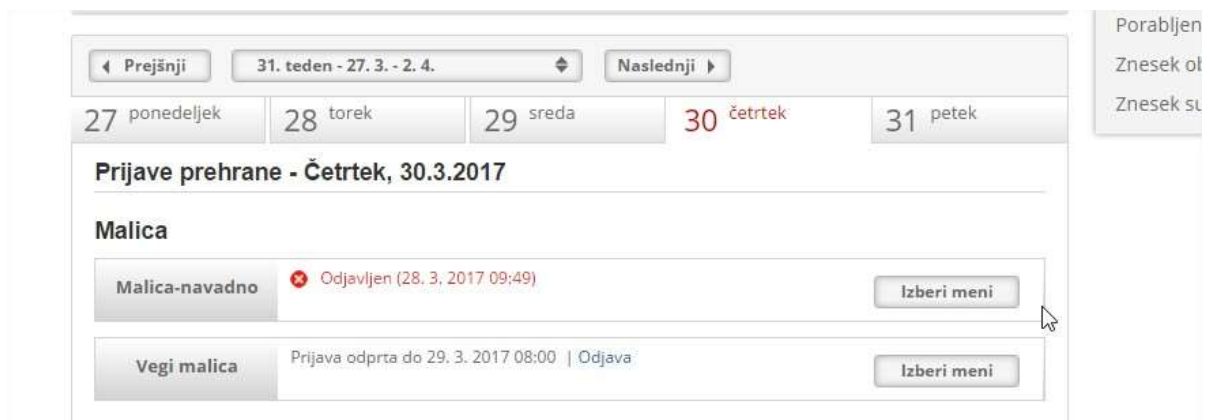 Prejšnji 31. teden - 27. 3. - 2. 4. Naslednji
27 ponedeljek 28 torek 29 sreda 30 četrtek 31 petek
Prijave prehrane - Četrtek, 30.3.2017
Malica
Malica-navadno Odjavljen (28. 3. 2017 09:49) Izberi meni
Vegi malica Prijava odprta do 29. 3. 2017 08:00 | Odjava Izberi meni
Porabljen
Znesek
Znesek